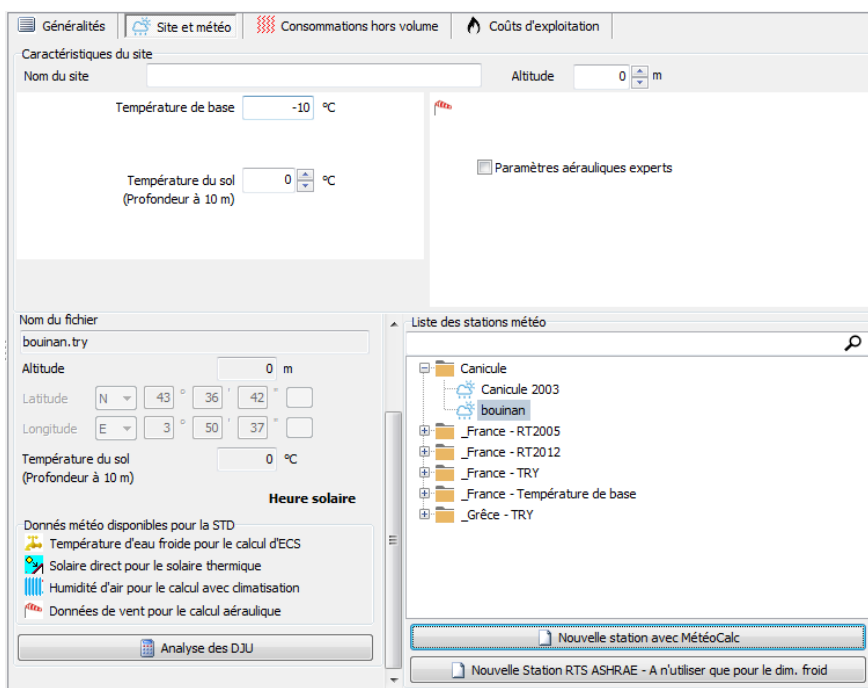 Généralités
Site et météo
Consommations hors volume
Coûts d'exploitation
Caractéristiques du site
Nom du site
Altitude 0 m
Température de base -10 °C
Paramètres aérauliques experts
Température du sol 0 °C
(Profondeur à 10 m)
Nom du fichier
bouinan.try
Altitude 0 m
Latitude N 43 ° 36 ' 42 "
Longitude E 3 ° 50 ' 37 "
Température du sol 0 °C
(Profondeur à 10 m)
Heure solaire
Donnés météo disponibles pour la STD
Température d'eau froide pour le calcul d'ECS
Solaire direct pour le solaire thermique
Humidité d'air pour le calcul avec climatisation
Données de vent pour le calcul aéraulique
Analyse des DJU
Liste des stations météo
Canicule
Canicule 2003
bouinan
_France - RT2005
_France - RT2012
_France - TRY
_France - Température de base
_Grêce - TRY
Nouvelle station avec MétéoCalc
Nouvelle Station RTS ASHRAE - A n'utiliser que pour le dim. froid